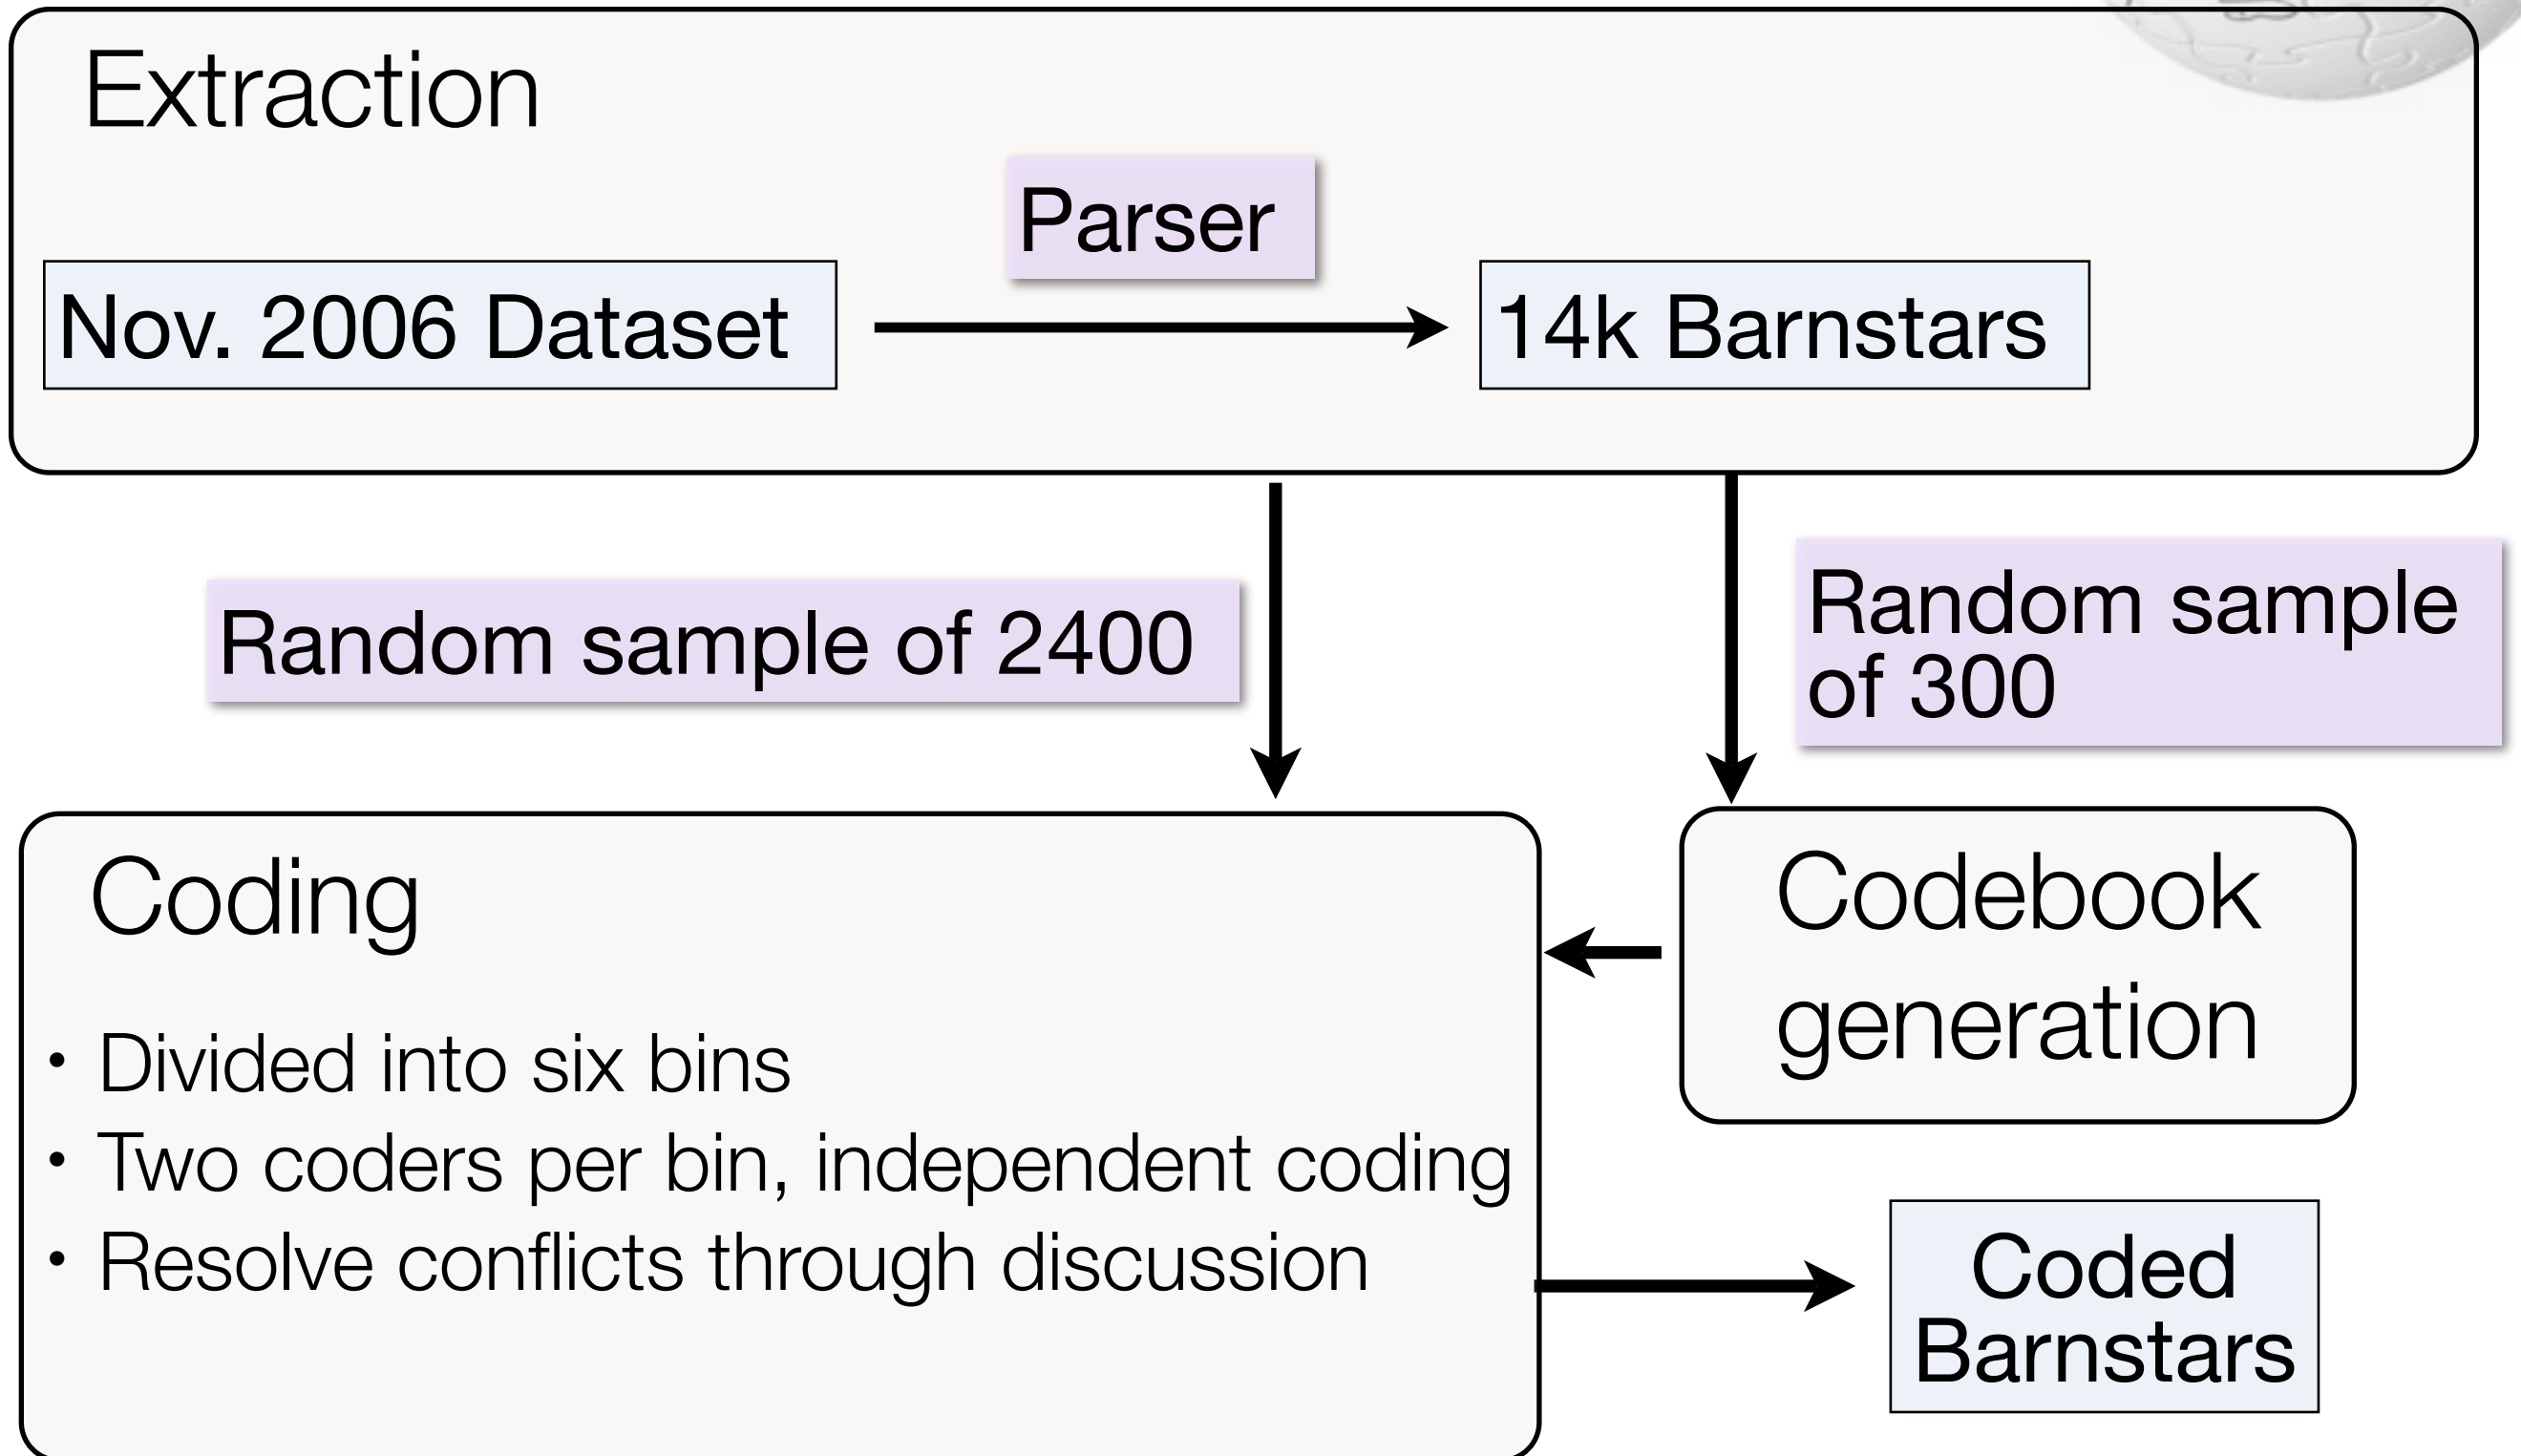 Extraction
Parser
Nov. 2006 Dataset
14k Barnstars
Random sample of 2400
Random sample
of 300
Coding
• Divided into six bins
• Two coders per bin, independent coding
• Resolve conflicts through discussion
Codebook
generation
Coded
Barnstars